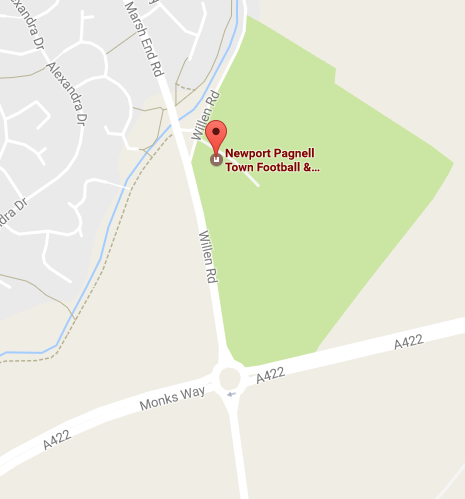 exandra Dr
Marsh End Rd
Alexandra Dr
Willen Rd
Newport Pagnell
Town Football &...
dra Dr
Willen Rd
A422
A422
Monks Way
A422